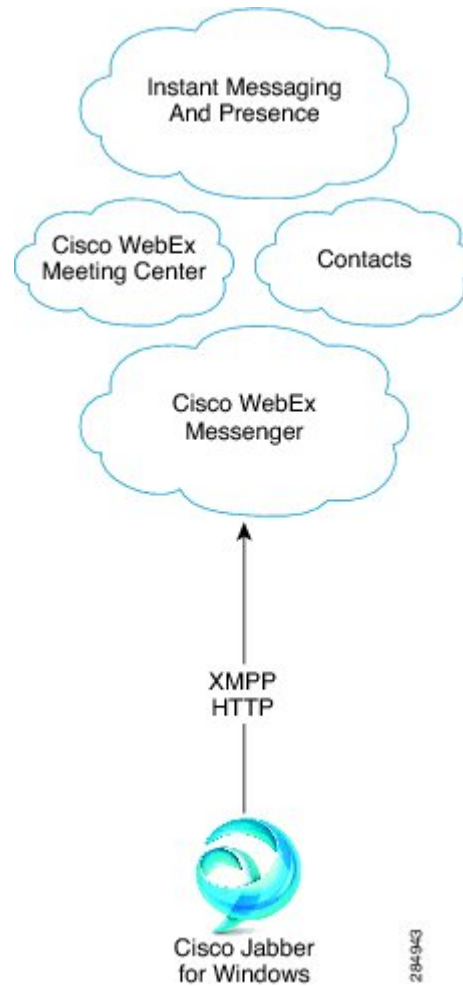 Instant Messaging
And Presence
Cisco WebEx
Meeting Center
Contacts
Cisco WebEx
Messenger
XMPP
HTTP
Cisco Jabber
for Windows
284943